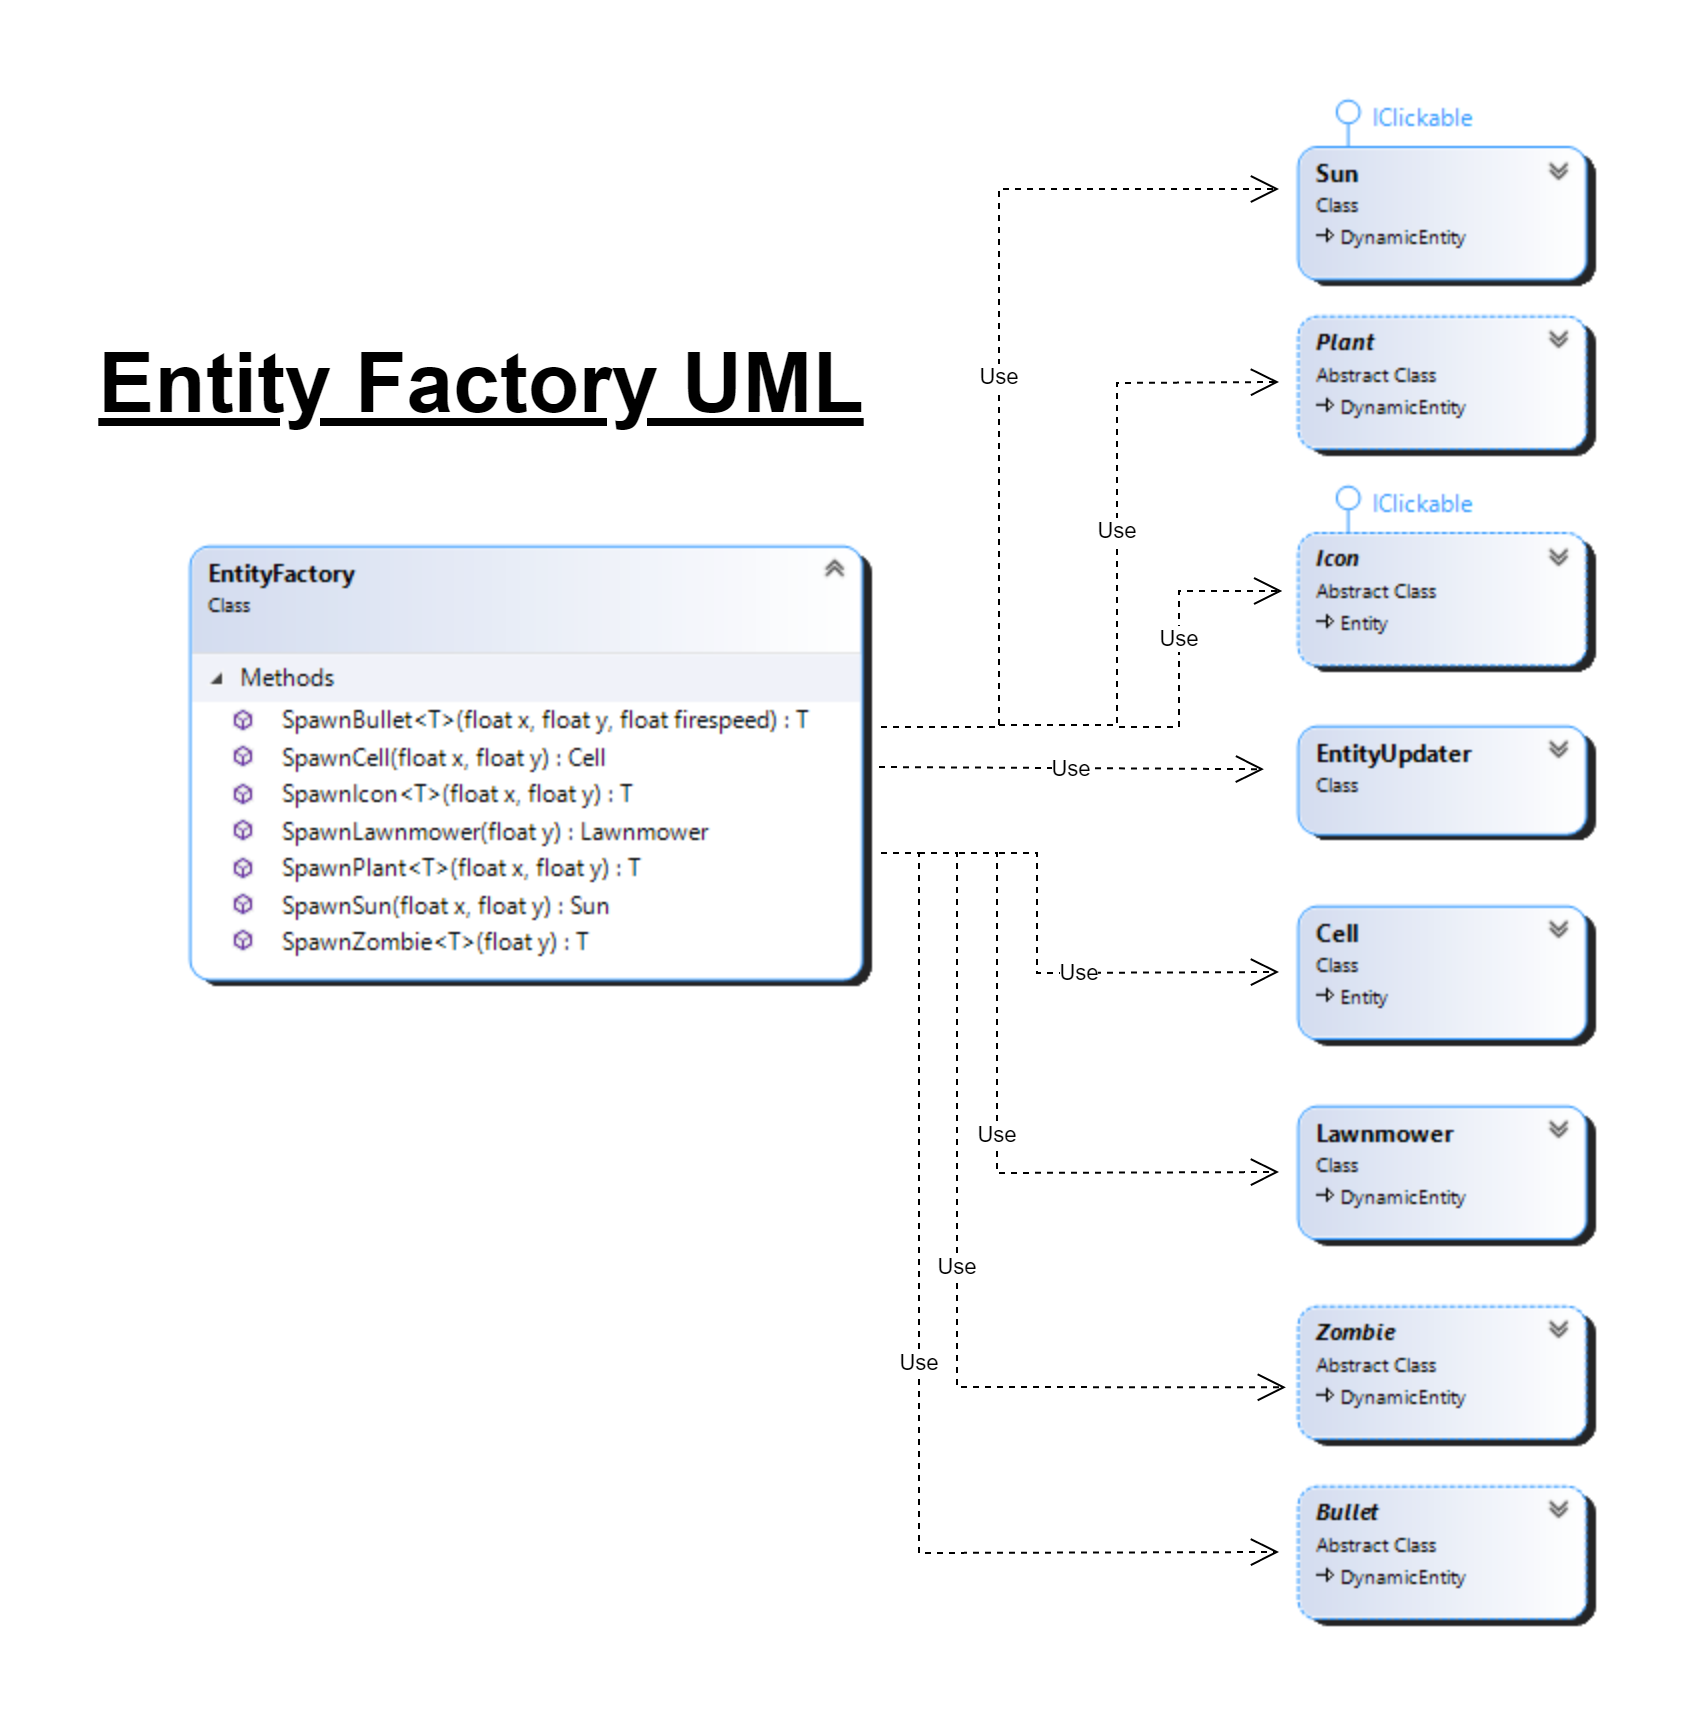 Entity Factory UML
EntityFactory
Class
Methods
SpawnBullet<T>(float x, float y, float firespeed) : T
SpawnCell(float x, float y) : Cell
SpawnIcon<T>(float x, float y) : T
SpawnLawnmower(float y) : Lawnmower
SpawnPlant<T>(float x, float y) : T
SpawnSun(float x, float y) : Sun
SpawnZombie<T>(float y) : T
Use
Use
Use
Use
Use
Use
Use
Use
IClickable
Sun
Class
DynamicEntity
Plant
Abstract Class
DynamicEntity
IClickable
Icon
Abstract Class
Entity
EntityUpdater
Class
Cell
Class
Entity
Lawnmower
Class
DynamicEntity
Zombie
Abstract Class
DynamicEntity
Bullet
Abstract Class
DynamicEntity